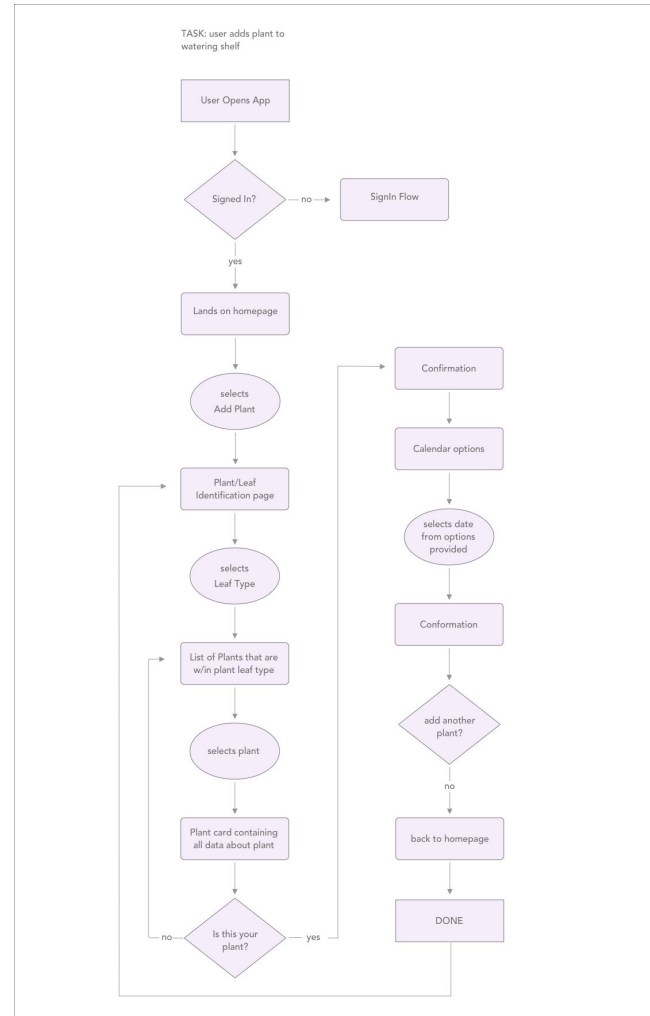 TASK: user adds plant to
watering shelf
User Opens App
Signed In?
no
SignIn Flow
yes
Lands on homepage
selects
Add Plant
Plant/Leaf
Identification page
selects
Leaf Type
List of Plants that are
w/in plant leaf type
selects plant
Plant card containing
all data about plant
Is this your
plant?
no
yes
Confirmation
Calendar options
selects date
from options
provided
Conformation
add another
plant?
no
back to homepage
DONE